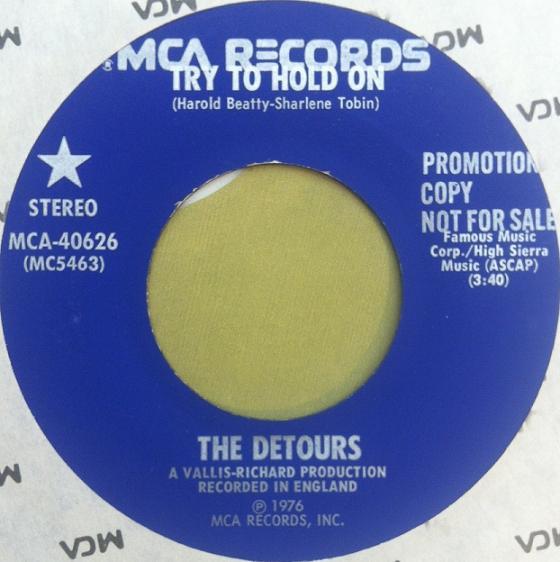 MCA RECORDS
TRY TO HOLD ON
(Harold Beatty-Sharlene Tobin)
STEREO
MCA-40626
(MC5463)
PROMOTION
COPY
NOT FOR SALE
Famous Music
Corp./High Sierra
Music (ASCAP)
(3:40)
THE DETOURS
A VALLIS-RICHARD PRODUCTION
RECORDED IN ENGLAND
℗ 1976
MCA RECORDS, INC.
MCA
MCA
MCA
MCA
MCA